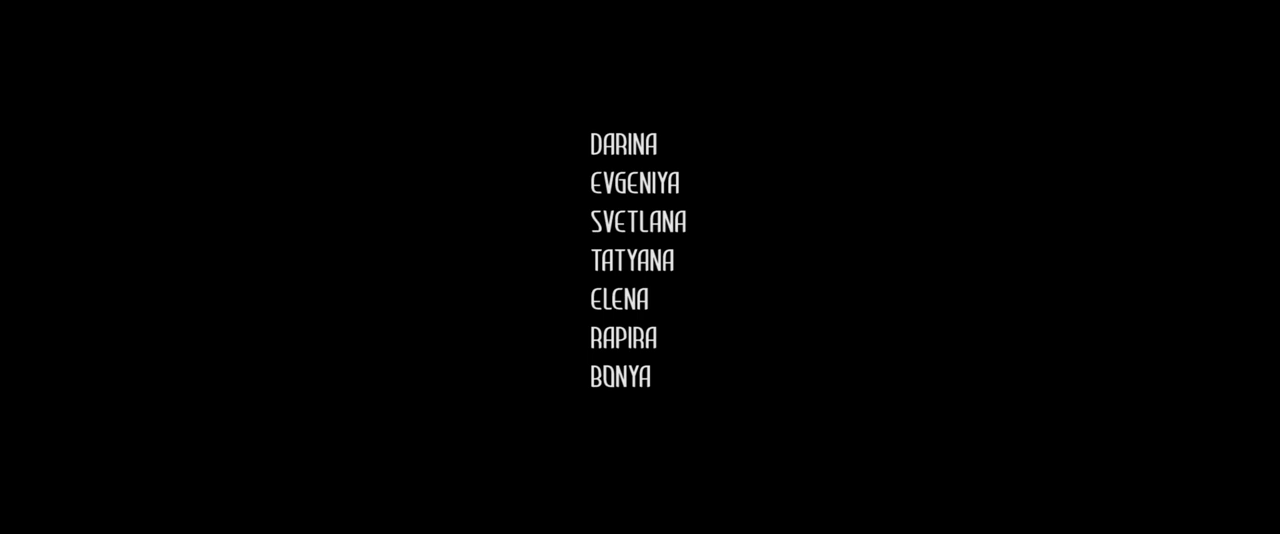 DARINA
EVGENIYA
SVETLANA
TATYANA
ELENA
RAPIRA
BONYA